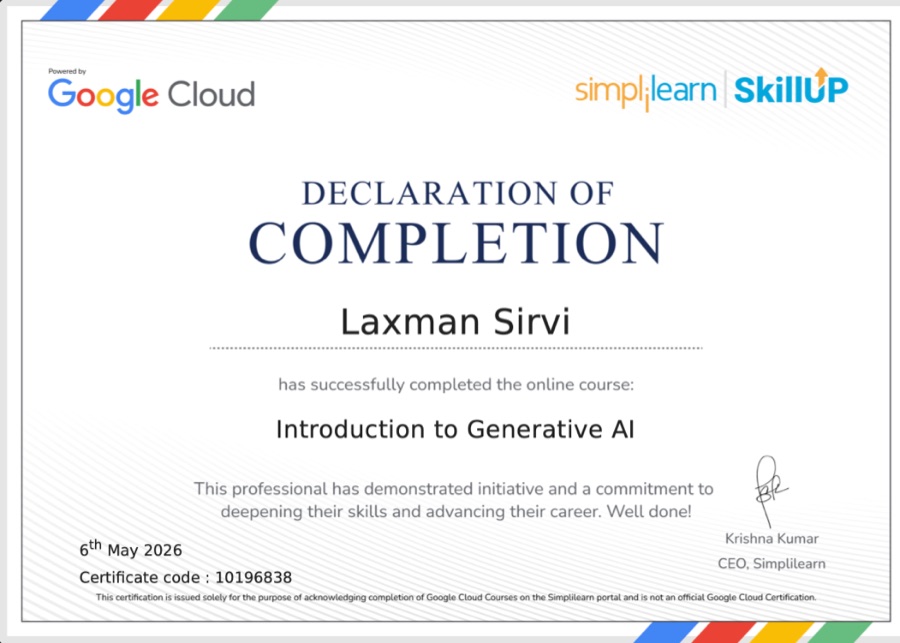 Powered by
Google Cloud
simplilearn | SkillUP
DECLARATION OF
COMPLETION
Laxman Sirvi
has successfully completed the online course:
Introduction to Generative AI
This professional has demonstrated initiative and a commitment to
deepening their skills and advancing their career. Well done!
Krishna Kumar
CEO, Simplilearn
6th May 2026
Certificate code : 10196838
This certification is issued solely for the purpose of acknowledging completion of Google Cloud Courses on the Simplilearn portal and is not an official Google Cloud Certification.